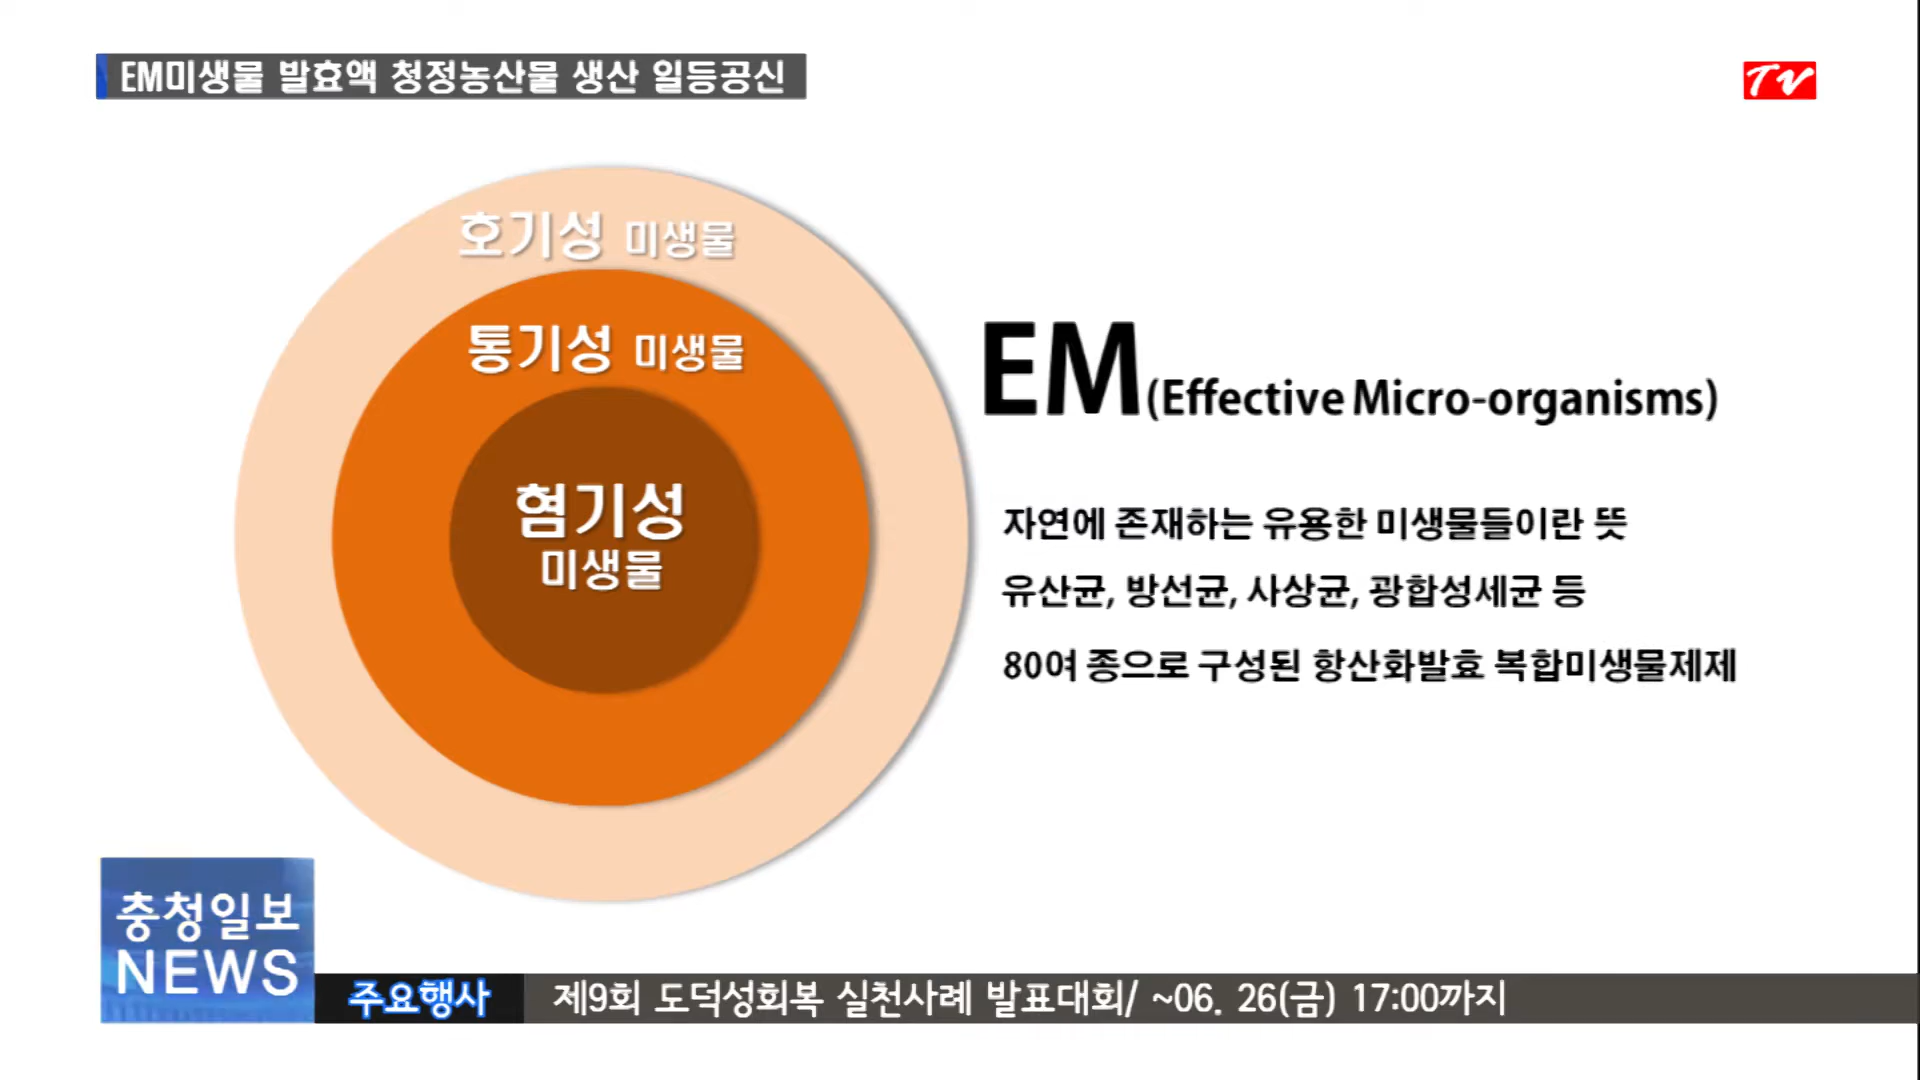 EM미생물 발효액 청정농산물 생산 일등공신
TV
호기성 미생물
통기성 미생물
혐기성
미생물
EM(Effective Micro-organisms)
자연에 존재하는 유용한 미생물들이란 뜻
유산균, 방선균, 사상균, 광합성세균 등
80여 종으로 구성된 항산화발효 복합미생물제제
충청일보
NEWS
주요행사
제9회 도덕성회복 실천사례 발표대회/ ~06. 26(금) 17:00까지